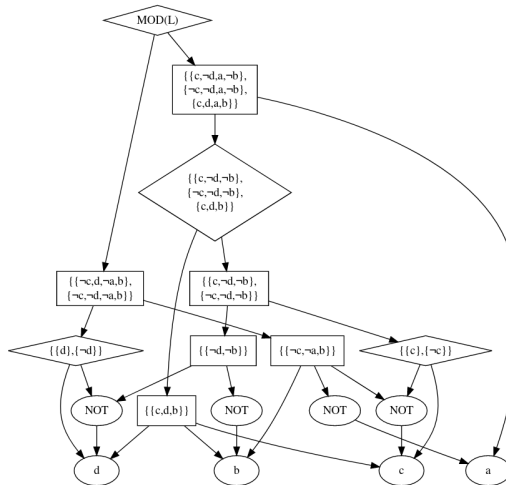 MOD(L)
{{c,¬d,a,¬b},
{¬c,¬d,a,¬b},
{c,d,a,b}}
{{c,¬d,¬b},
{¬c,¬d,¬b},
{c,d,b}}
{{¬c,d,¬a,b},
{¬c,¬d,¬a,b}}
{{c,¬d,¬b},
{¬c,¬d,¬b}}
{{d},{¬d}}
{{¬d,¬b}}
{{¬c,¬a,b}}
{{c},{¬c}}
NOT
{{c,d,b}}
NOT
NOT
NOT
d
b
c
a